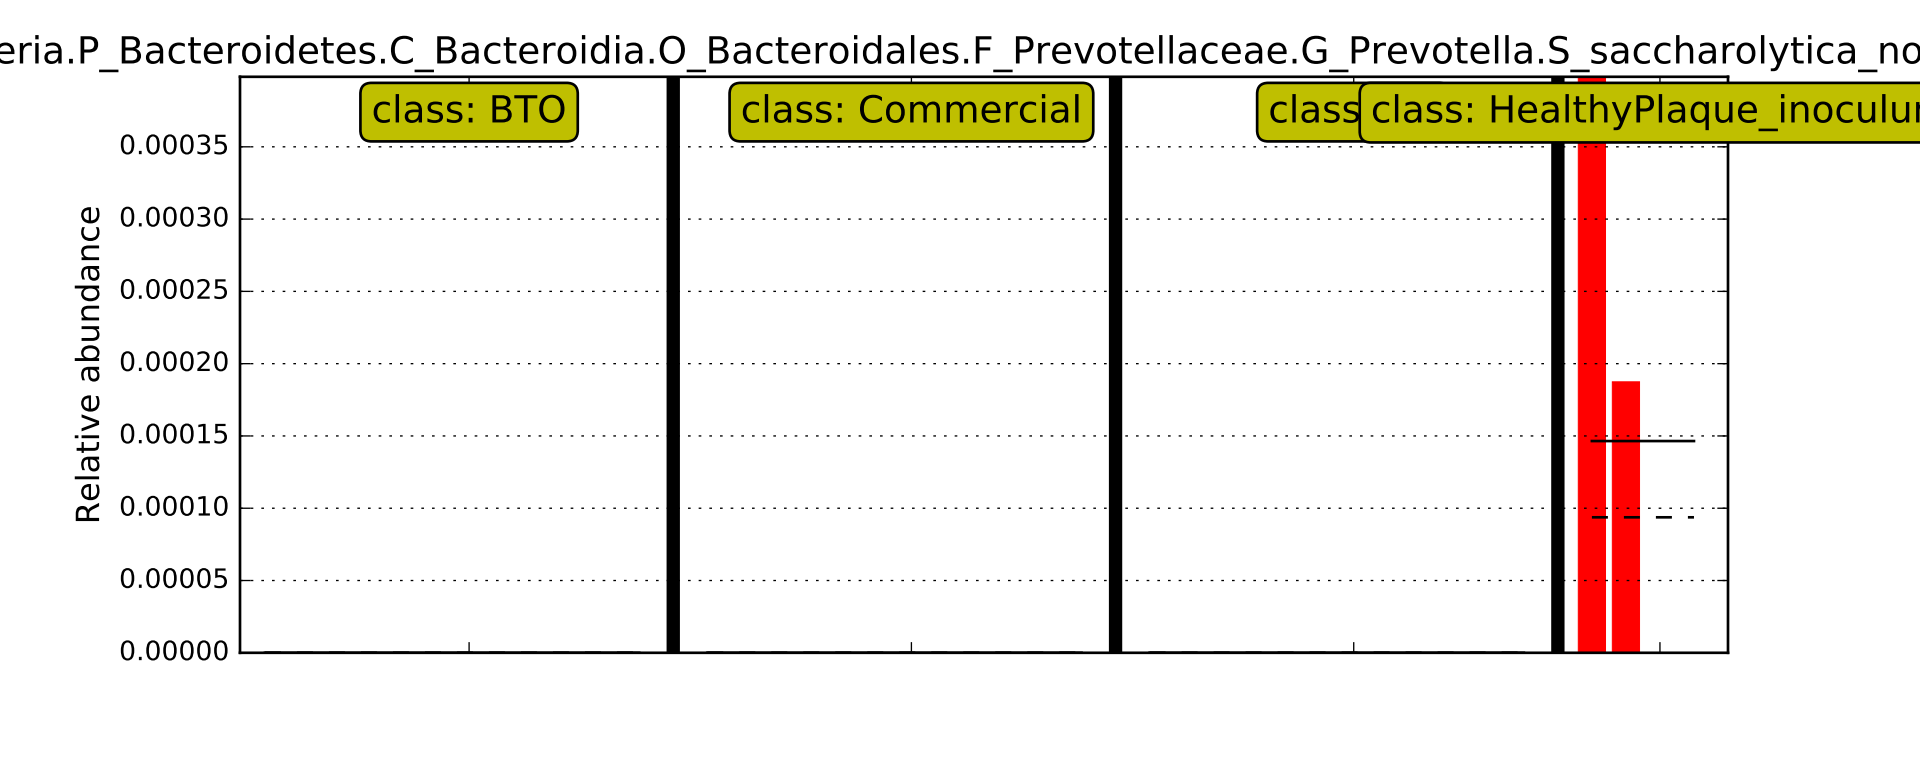 eria.P_Bacteroidetes.C_Bacteroidia.O_Bacteroidales.F_Prevotellaceae.G_Prevotella.S_saccharolytica_no
class: BTO
class: Commercial
class
class: HealthyPlaque_inoculu
Relative abundance
0.00035
0.00030
0.00025
0.00020
0.00015
0.00010
0.00005
0.00000